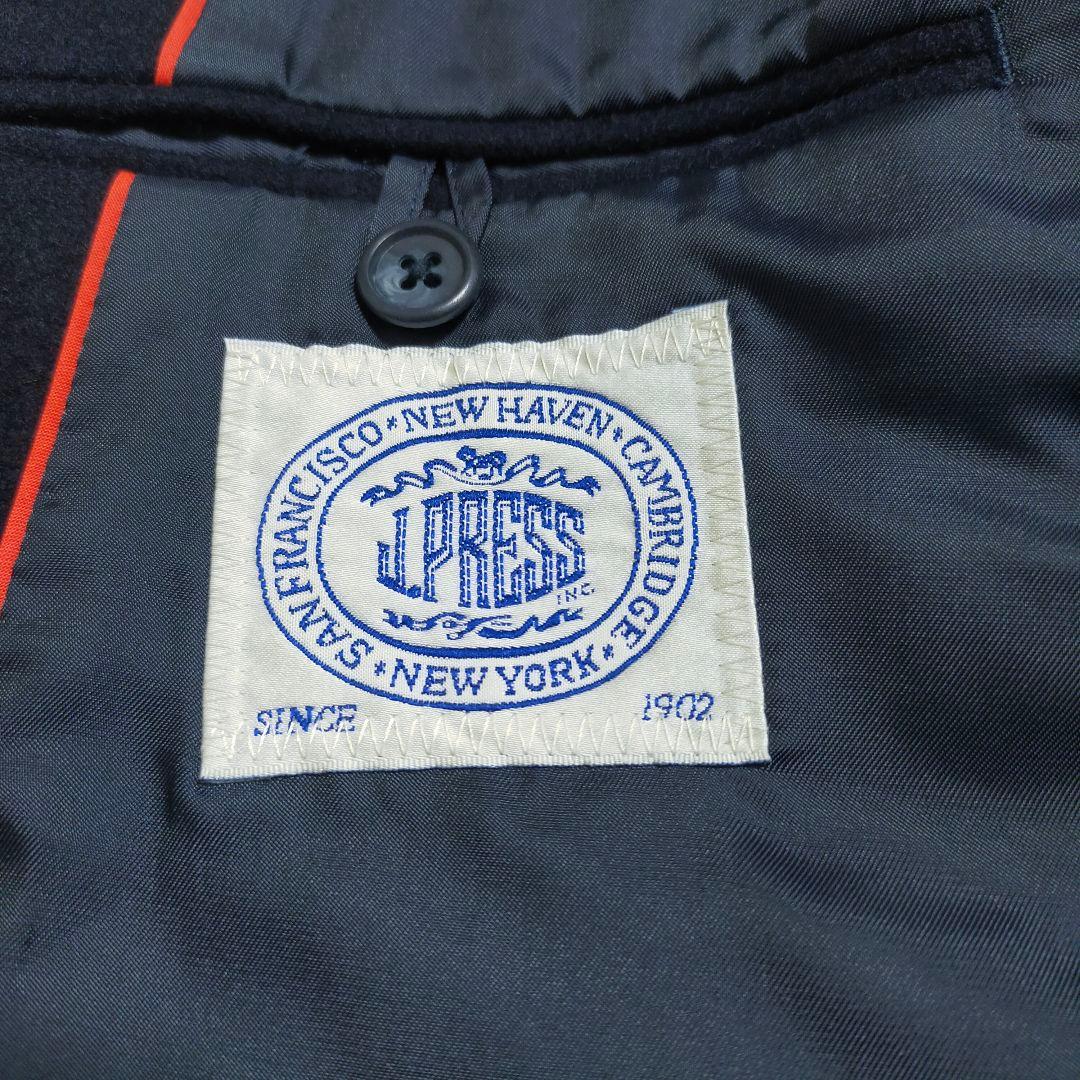 SAN FRANCISCO * NEW HAVEN * CAMBRIDGE * NEW YORK *
J.PRESS
INC.
SINCE 1902